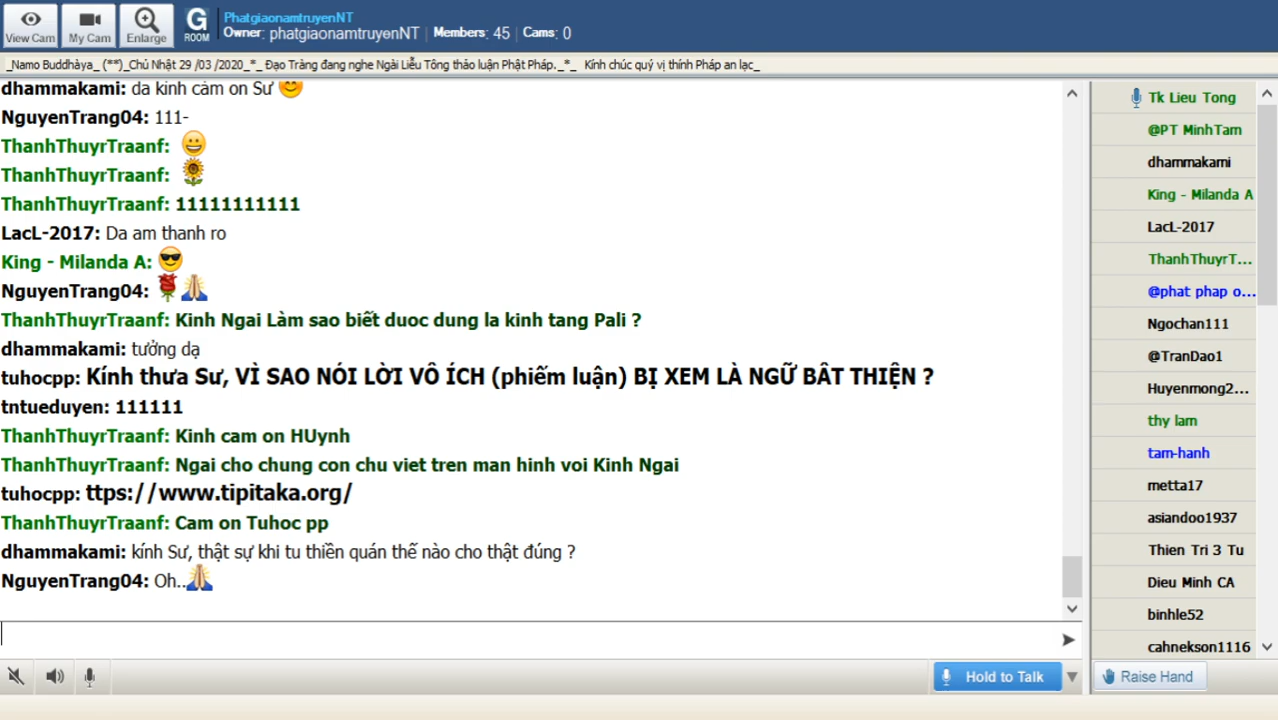 View Cam
My Cam
Enlarge
G
ROOM
PhatgiaonamtruyenNT
Owner: phatgiaonamtruyenNT | Members: 45 | Cams: 0
_Namo Buddhàya_ (**)_Chủ Nhật 29 /03 /2020_*_ Đạo Tràng đang nghe Ngài Liễu Tông thảo luận Phật Pháp._*_ Kính chúc quý vị thính Pháp an lạc_
dhammakami: dạ kính cảm ơn Sư
NguyenTrang04: 111-
ThanhThuyrTraanf:
ThanhThuyrTraanf:
ThanhThuyrTraanf: 11111111111
LacL-2017: Da am thanh ro
King - Milanda A:
NguyenTrang04:
ThanhThuyrTraanf: Kinh Ngai Làm sao biết duoc dung la kinh tang Pali ?
dhammakami: tưởng dạ
tuhocpp: Kính thưa Sư, VÌ SAO NÓI LỜI VÔ ÍCH (phiếm luận) BỊ XEM LÀ NGỮ BẤT THIỆN ?
tntueduyen: 111111
ThanhThuyrTraanf: Kinh cam on HUynh
ThanhThuyrTraanf: Ngai cho chung con chu viet tren man hinh voi Kinh Ngai
tuhocpp: ttps://www.tipitaka.org/
ThanhThuyrTraanf: Cam on Tuhoc pp
dhammakami: kính Sư, thật sự khi tu thiền quán thế nào cho thật đúng ?
NguyenTrang04: Oh..
Hold to Talk
Tk Lieu Tong
@PT MinhTam
dhammakami
King - Milanda A
LacL-2017
ThanhThuyrT...
@phat phap o...
Ngochan111
@TranDao1
Huyenmong2...
thy lam
tam-hanh
metta17
asiandoo1937
Thien Tri 3 Tu
Dieu Minh CA
binhle52
cahnekson1116
Raise Hand